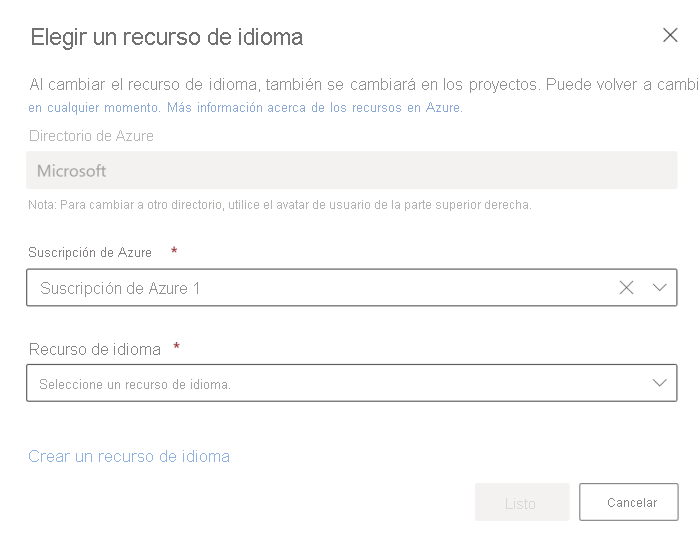 Elegir un recurso de idioma
Al cambiar el recurso de idioma, también se cambiará en los proyectos. Puede volver a cambi
en cualquier momento. Más información acerca de los recursos en Azure.
Directorio de Azure
Microsoft
Nota: Para cambiar a otro directorio, utilice el avatar de usuario de la parte superior derecha.
Suscripción de Azure *
Suscripción de Azure 1
Recurso de idioma *
Seleccione un recurso de idioma.
Crear un recurso de idioma
Listo
Cancelar